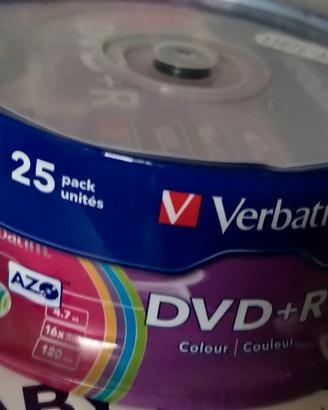 25 pack
unités
Verbati
AZO
DVD+R
4.7
16x
120
Colour | Couleur